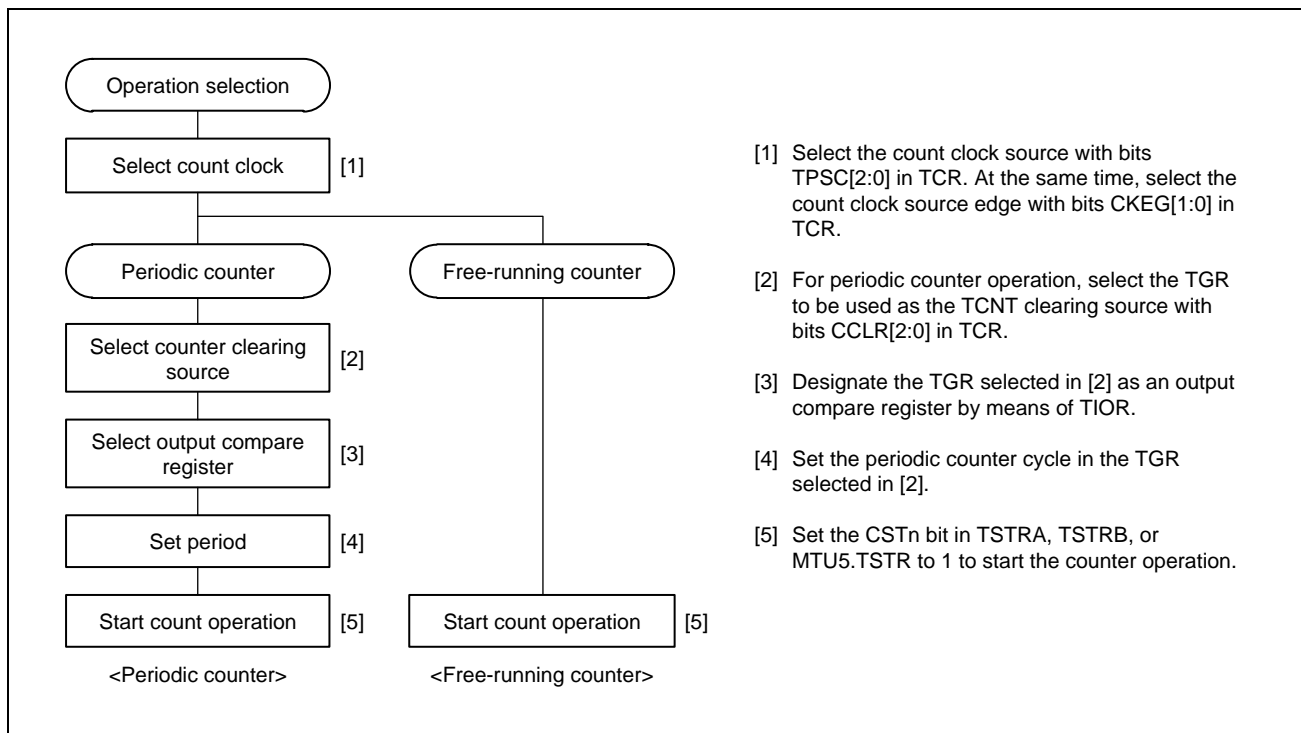 Operation selection
Select count clock
[1]
Periodic counter
Free-running counter
Select counter clearing
source
[2]
Select output compare
register
[3]
Set period
[4]
Start count operation
[5]
Start count operation
[5]
<Periodic counter>
<Free-running counter>
[1] Select the count clock source with bits
TPSC[2:0] in TCR. At the same time, select the
count clock source edge with bits CKEG[1:0] in
TCR.
[2] For periodic counter operation, select the TGR
to be used as the TCNT clearing source with
bits CCLR[2:0] in TCR.
[3] Designate the TGR selected in [2] as an output
compare register by means of TIOR.
[4] Set the periodic counter cycle in the TGR
selected in [2].
[5] Set the CSTn bit in TSTRA, TSTRB, or
MTU5.TSTR to 1 to start the counter operation.